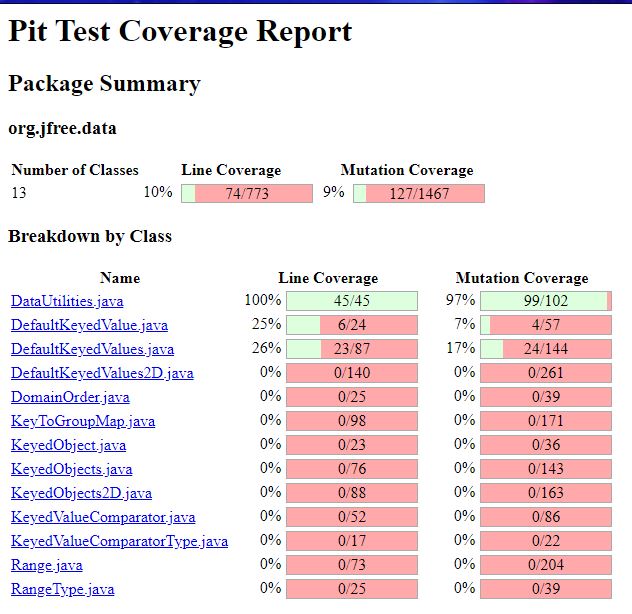 Pit Test Coverage Report
Package Summary
org.jfree.data
Number of Classes Line Coverage Mutation Coverage
13 10% 74/773 9% 127/1467
Breakdown by Class
Name Line Coverage Mutation Coverage
DataUtilities.java 100% 45/45 97% 99/102
DefaultKeyedValue.java 25% 6/24 7% 4/57
DefaultKeyedValues.java 26% 23/87 17% 24/144
DefaultKeyedValues2D.java 0% 0/140 0% 0/261
DomainOrder.java 0% 0/25 0% 0/39
KeyToGroupMap.java 0% 0/98 0% 0/171
KeyedObject.java 0% 0/23 0% 0/36
KeyedObjects.java 0% 0/76 0% 0/143
KeyedObjects2D.java 0% 0/88 0% 0/163
KeyedValueComparator.java 0% 0/52 0% 0/86
KeyedValueComparatorType.java 0% 0/17 0% 0/22
Range.java 0% 0/73 0% 0/204
RangeType.java 0% 0/25 0% 0/39